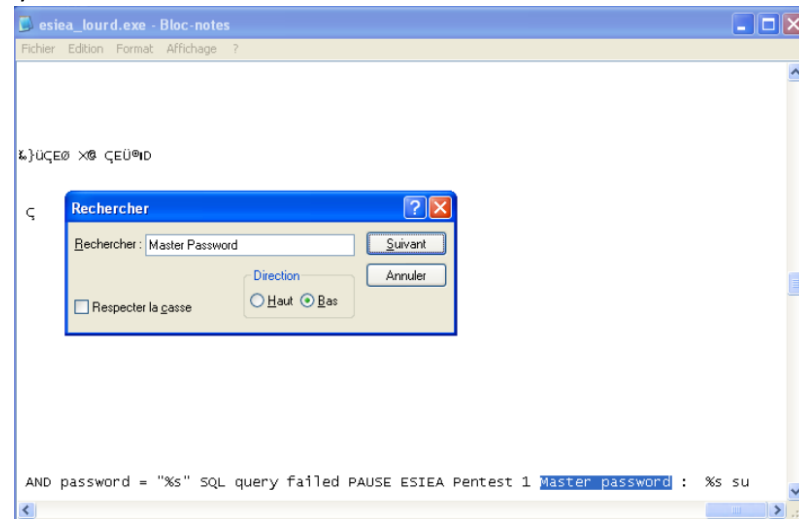 esiea_lourd.exe - Bloc-notes
Fichier Edition Format Affichage ?
Rechercher
Rechercher : Master Password
Suivant
Direction
Annuler
Haut Bas
Respecter la casse
AND password = "%s" SQL query failed PAUSE ESIEA Pentest 1 Master password : %s su